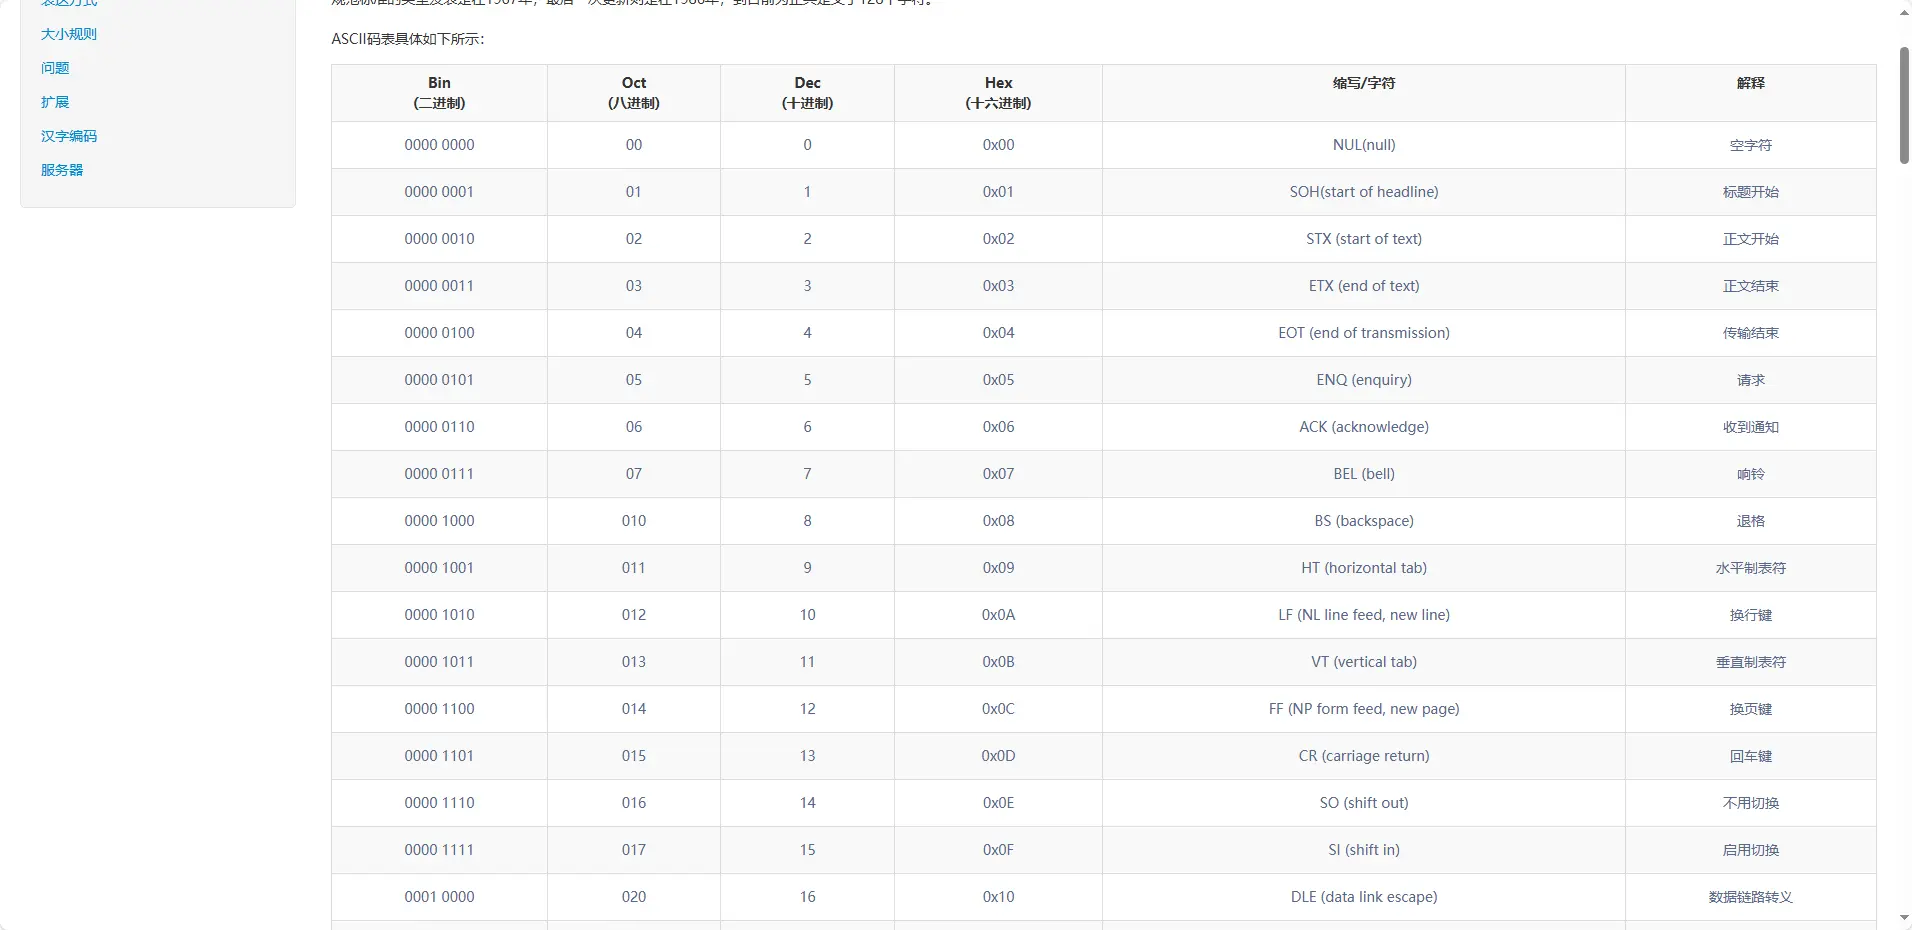 表达方式
大小规则
问题
扩展
汉字编码
服务器
ASCII码表具体如下所示：
Bin (二进制) Oct (八进制) Dec (十进制) Hex (十六进制) 缩写/字符 解释
0000 0000 00 0 0x00 NUL(null) 空字符
0000 0001 01 1 0x01 SOH(start of headline) 标题开始
0000 0010 02 2 0x02 STX (start of text) 正文开始
0000 0011 03 3 0x03 ETX (end of text) 正文结束
0000 0100 04 4 0x04 EOT (end of transmission) 传输结束
0000 0101 05 5 0x05 ENQ (enquiry) 请求
0000 0110 06 6 0x06 ACK (acknowledge) 收到通知
0000 0111 07 7 0x07 BEL (bell) 响铃
0000 1000 010 8 0x08 BS (backspace) 退格
0000 1001 011 9 0x09 HT (horizontal tab) 水平制表符
0000 1010 012 10 0x0A LF (NL line feed, new line) 换行键
0000 1011 013 11 0x0B VT (vertical tab) 垂直制表符
0000 1100 014 12 0x0C FF (NP form feed, new page) 换页键
0000 1101 015 13 0x0D CR (carriage return) 回车键
0000 1110 016 14 0x0E SO (shift out) 不用切换
0000 1111 017 15 0x0F SI (shift in) 启用切换
0001 0000 020 16 0x10 DLE (data link escape) 数据链路转义